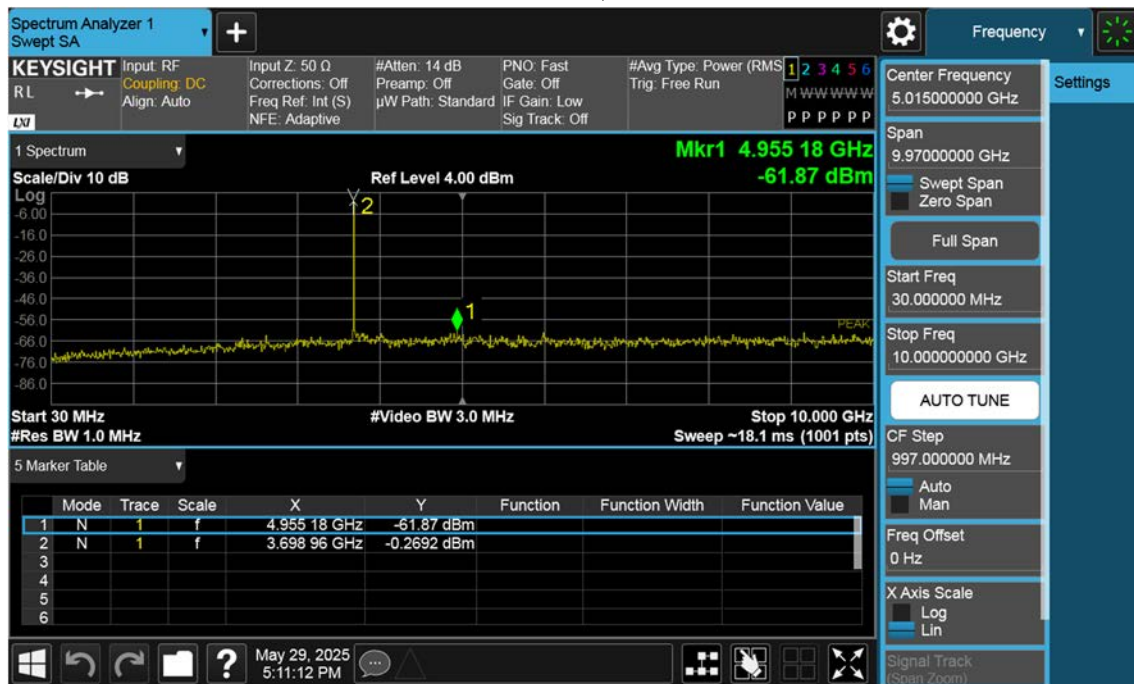 Spectrum Analyzer 1
Swept SA
+
Frequency
KEYSIGHT
RL
LXI
Input: RF
Coupling: DC
Align: Auto
Input Z: 50 Ω
Corrections: Off
Freq Ref: Int (S)
NFE: Adaptive
#Atten: 14 dB
Preamp: Off
µW Path: Standard
PNO: Fast
Gate: Off
IF Gain: Low
Sig Track: Off
#Avg Type: Power (RMS
Trig: Free Run
1 2 3 4 5 6
M W W W W W
P P P P P P
1 Spectrum
Mkr1 4.955 18 GHz
Scale/Div 10 dB
Ref Level 4.00 dBm
-61.87 dBm
Log
-6.00
-16.0
-26.0
-36.0
-46.0
-56.0
-66.0
-76.0
-86.0
2
1
PEAK
Start 30 MHz
#Video BW 3.0 MHz
Stop 10.000 GHz
#Res BW 1.0 MHz
Sweep ~18.1 ms (1001 pts)
5 Marker Table
Mode Trace Scale X Y Function Function Width Function Value
1 N 1 f 4.955 18 GHz -61.87 dBm
2 N 1 f 3.698 96 GHz -0.2692 dBm
3
4
5
6
?
May 29, 2025
5:11:12 PM
Center Frequency
5.015000000 GHz
Settings
Span
9.97000000 GHz
Swept Span
Zero Span
Full Span
Start Freq
30.000000 MHz
Stop Freq
10.000000000 GHz
AUTO TUNE
CF Step
997.000000 MHz
Auto
Man
Freq Offset
0 Hz
X Axis Scale
Log
Lin
Signal Track
(Span Zoom)